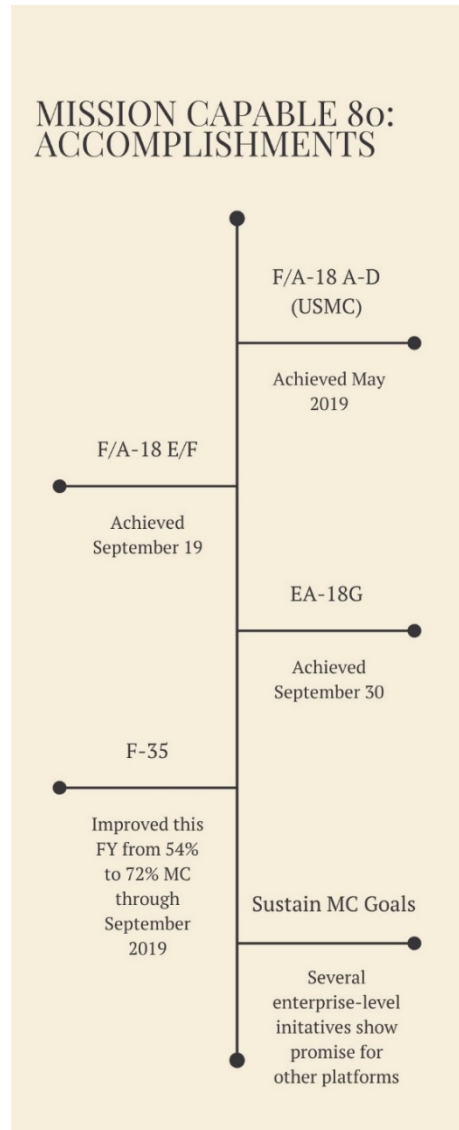 MISSION CAPABLE 80:
ACCOMPLISHMENTS
F/A-18 A-D
(USMC)
Achieved May
2019
F/A-18 E/F
Achieved
September 19
EA-18G
Achieved
September 30
F-35
Improved this
FY from 54%
to 72% MC
through
September
2019
Sustain MC Goals
Several
enterprise-level
initatives show
promise for
other platforms